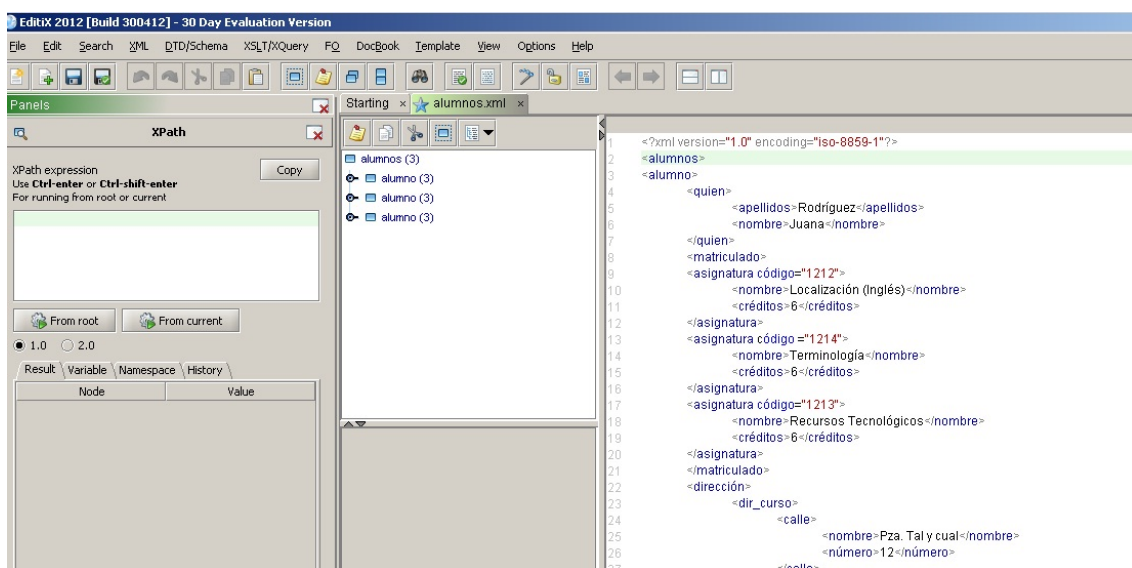 EditiX 2012 [Build 300412] - 30 Day Evaluation Version
File Edit Search XML DTD/Schema XSLT/XQuery FO DocBook Template View Options Help
Panels
XPath
XPath expression
Copy
Use Ctrl-enter or Ctrl-shift-enter
For running from root or current
From root From current
1.0 2.0
Result Variable Namespace History
Node Value
Starting × alumnos.xml ×
alumnos (3)
alumno (3)
alumno (3)
alumno (3)
1 <?xml version="1.0" encoding="iso-8859-1"?>
2 <alumnos>
3 <alumno>
4 <quien>
5 <apellidos>Rodríguez</apellidos>
6 <nombre>Juana</nombre>
7 </quien>
8 <matriculado>
9 <asignatura código="1212">
10 <nombre>Localización (Inglés)</nombre>
11 <créditos>6</créditos>
12 </asignatura>
13 <asignatura código ="1214">
14 <nombre>Terminología</nombre>
15 <créditos>6</créditos>
16 </asignatura>
17 <asignatura código="1213">
18 <nombre>Recursos Tecnológicos</nombre>
19 <créditos>6</créditos>
20 </asignatura>
21 </matriculado>
22 <dirección>
23 <dir_curso>
24 <calle>
25 <nombre>Pza. Tal y cual</nombre>
26 <número>12</número>
27 </calle>